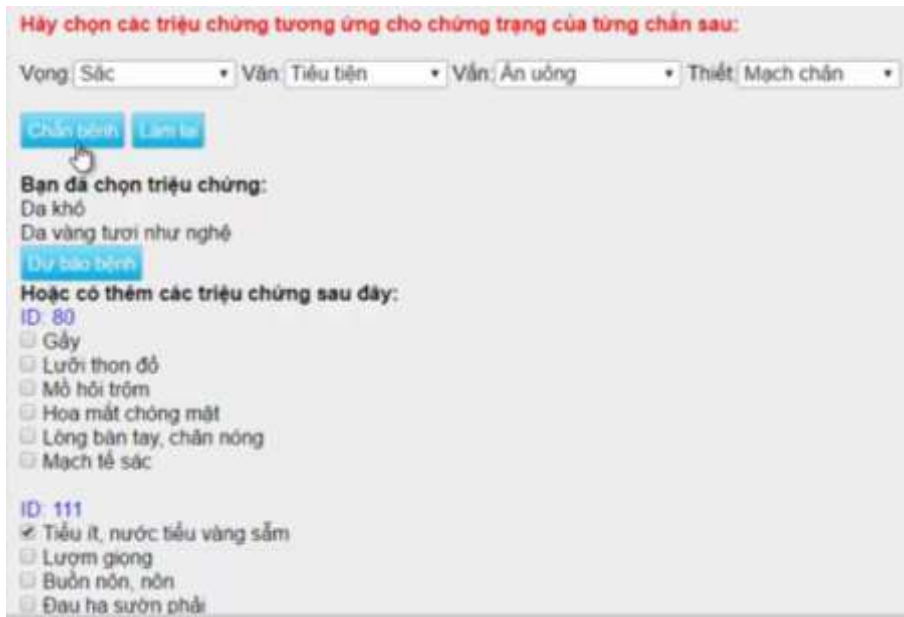 Hãy chọn các triệu chứng tương ứng cho chứng trạng của từng chẩn sau:
Vọng: Sắc Văn: Tiểu tiện Vấn: Ăn uống Thiết: Mạch chẩn
Chẩn bệnh Làm lại
Bạn đã chọn triệu chứng:
Da khô
Da vàng tươi như nghệ
Dự báo bệnh
Hoặc có thêm các triệu chứng sau đây:
ID: 80
Gầy
Lưỡi thon đỏ
Mồ hôi trộm
Hoa mắt chóng mặt
Lòng bàn tay, chân nóng
Mạch tế sác
ID: 111
Tiểu ít, nước tiểu vàng sẫm
Lượm giọng
Buồn nôn, nôn
Đau hạ sườn phải